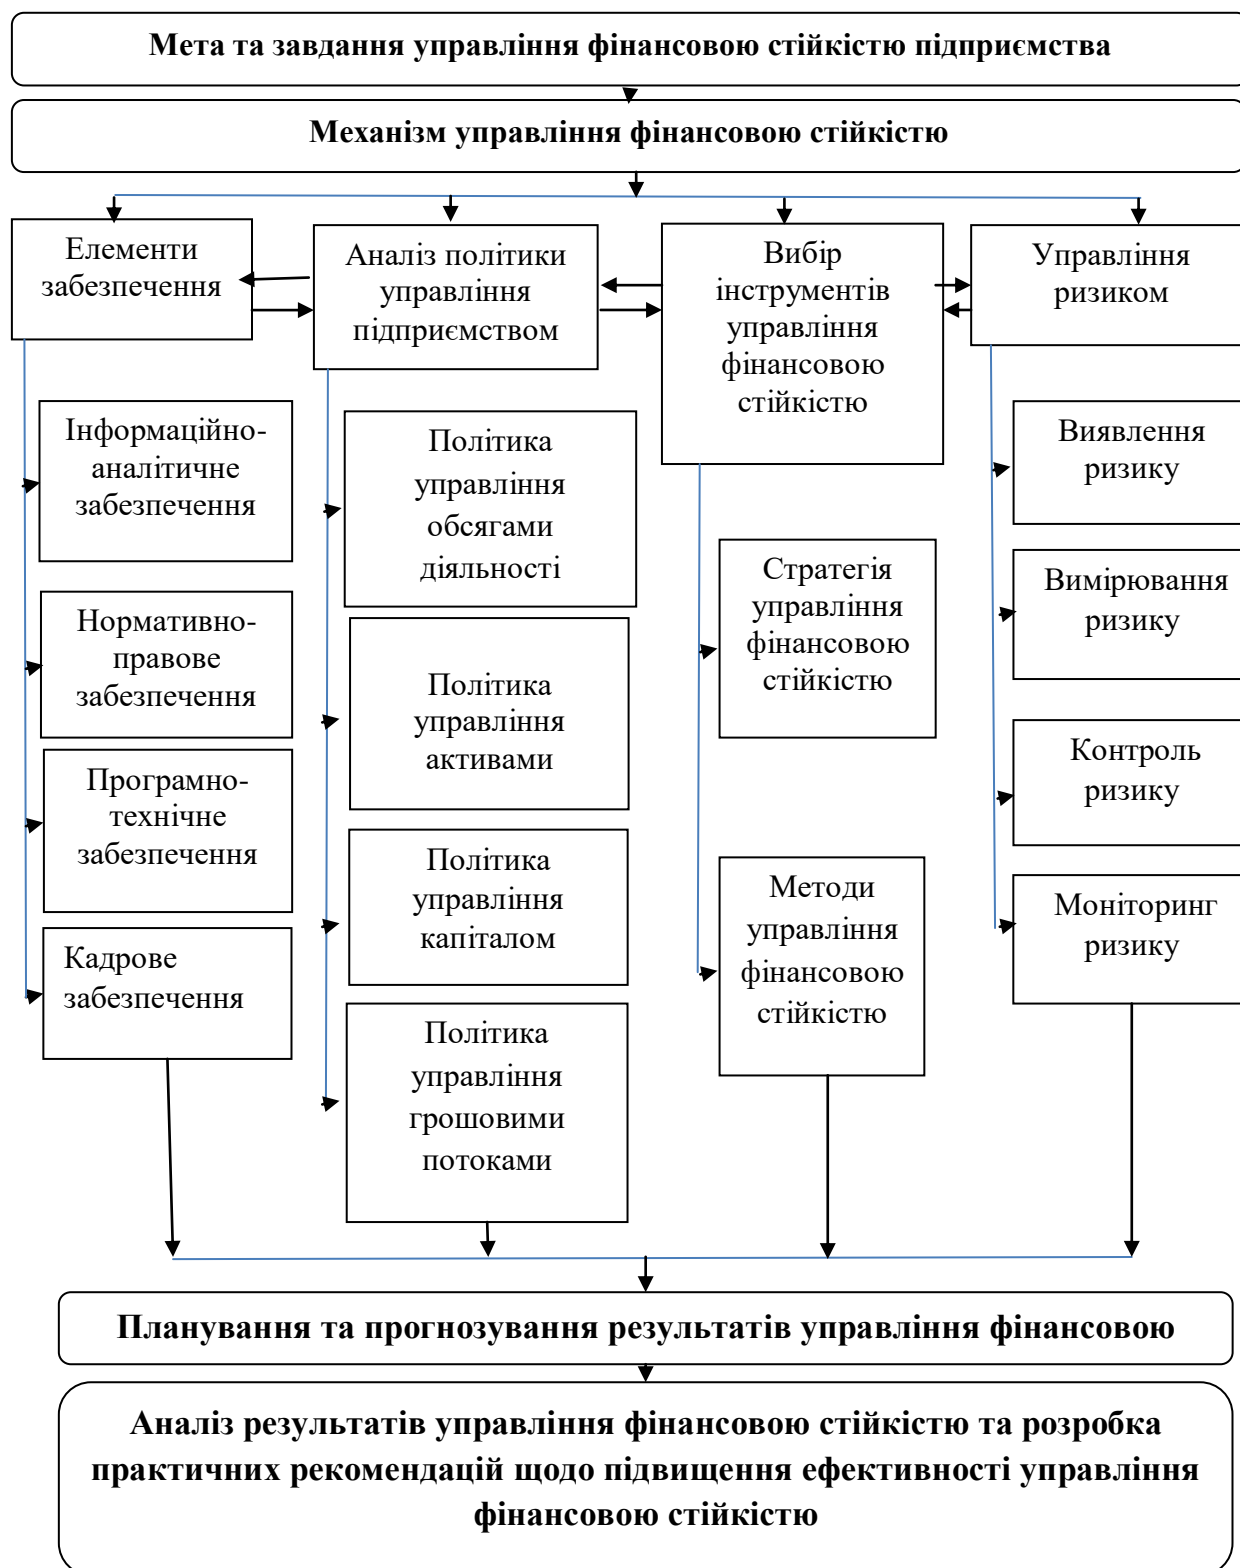 Мета та завдання управління фінансовою стійкістю підприємства
Механізм управління фінансовою стійкістю
Елементи
забезпечення
Аналіз політики
управління
підприємством
Вибір
інструментів
управління
фінансовою
стійкістю
Управління
ризиком
Інформаційно-
аналітичне
забезпечення
Нормативно-
правове
забезпечення
Програмно-
технічне
забезпечення
Кадрове
забезпечення
Політика
управління
обсягами
діяльності
Політика
управління
активами
Політика
управління
капіталом
Політика
управління
грошовими
потоками
Стратегія
управління
фінансовою
стійкістю
Методи
управління
фінансовою
стійкістю
Виявлення
ризику
Вимірювання
ризику
Контроль
ризику
Моніторинг
ризику
Планування та прогнозування результатів управління фінансовою
Аналіз результатів управління фінансовою стійкістю та розробка
практичних рекомендацій щодо підвищення ефективності управління
фінансовою стійкістю